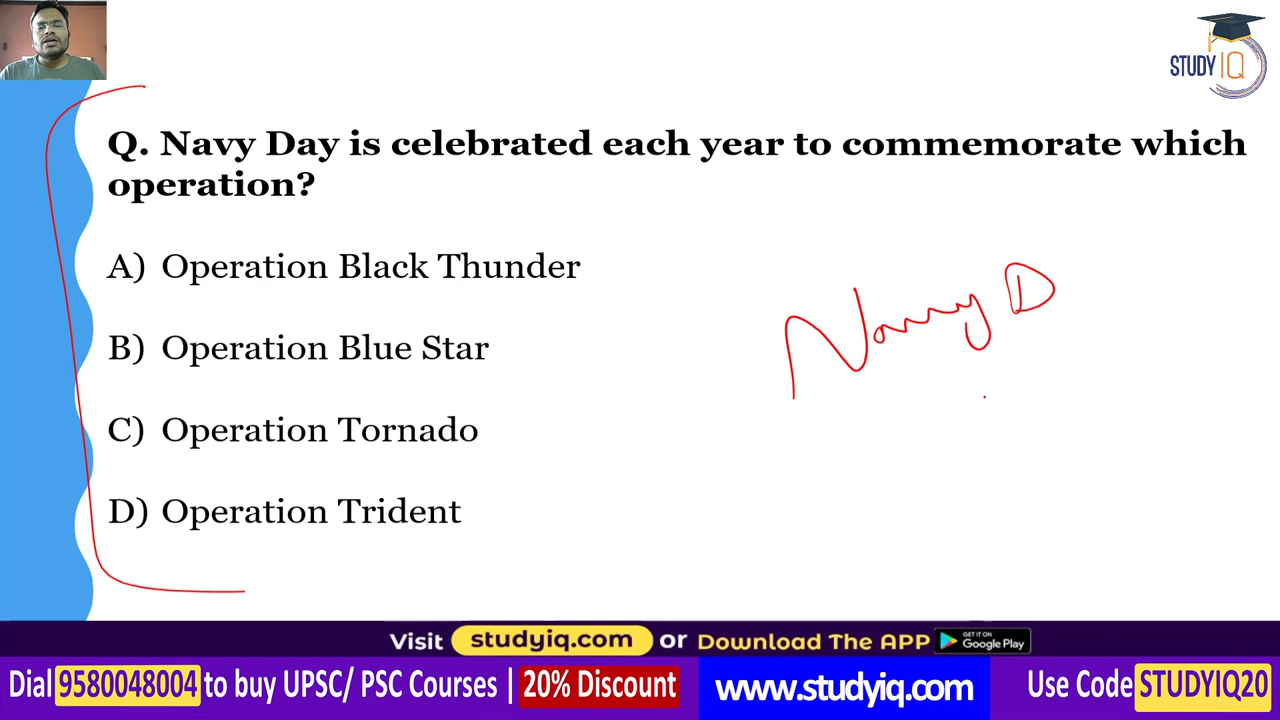 STUDY IQ
Q. Navy Day is celebrated each year to commemorate which
operation?
A) Operation Black Thunder
B) Operation Blue Star
C) Operation Tornado
D) Operation Trident
Navy D
Visit studyiq.com or Download The APP GET IT ON Google Play
Dial 9580048004 to buy UPSC/ PSC Courses | 20% Discount www.studyiq.com Use Code STUDYIQ20